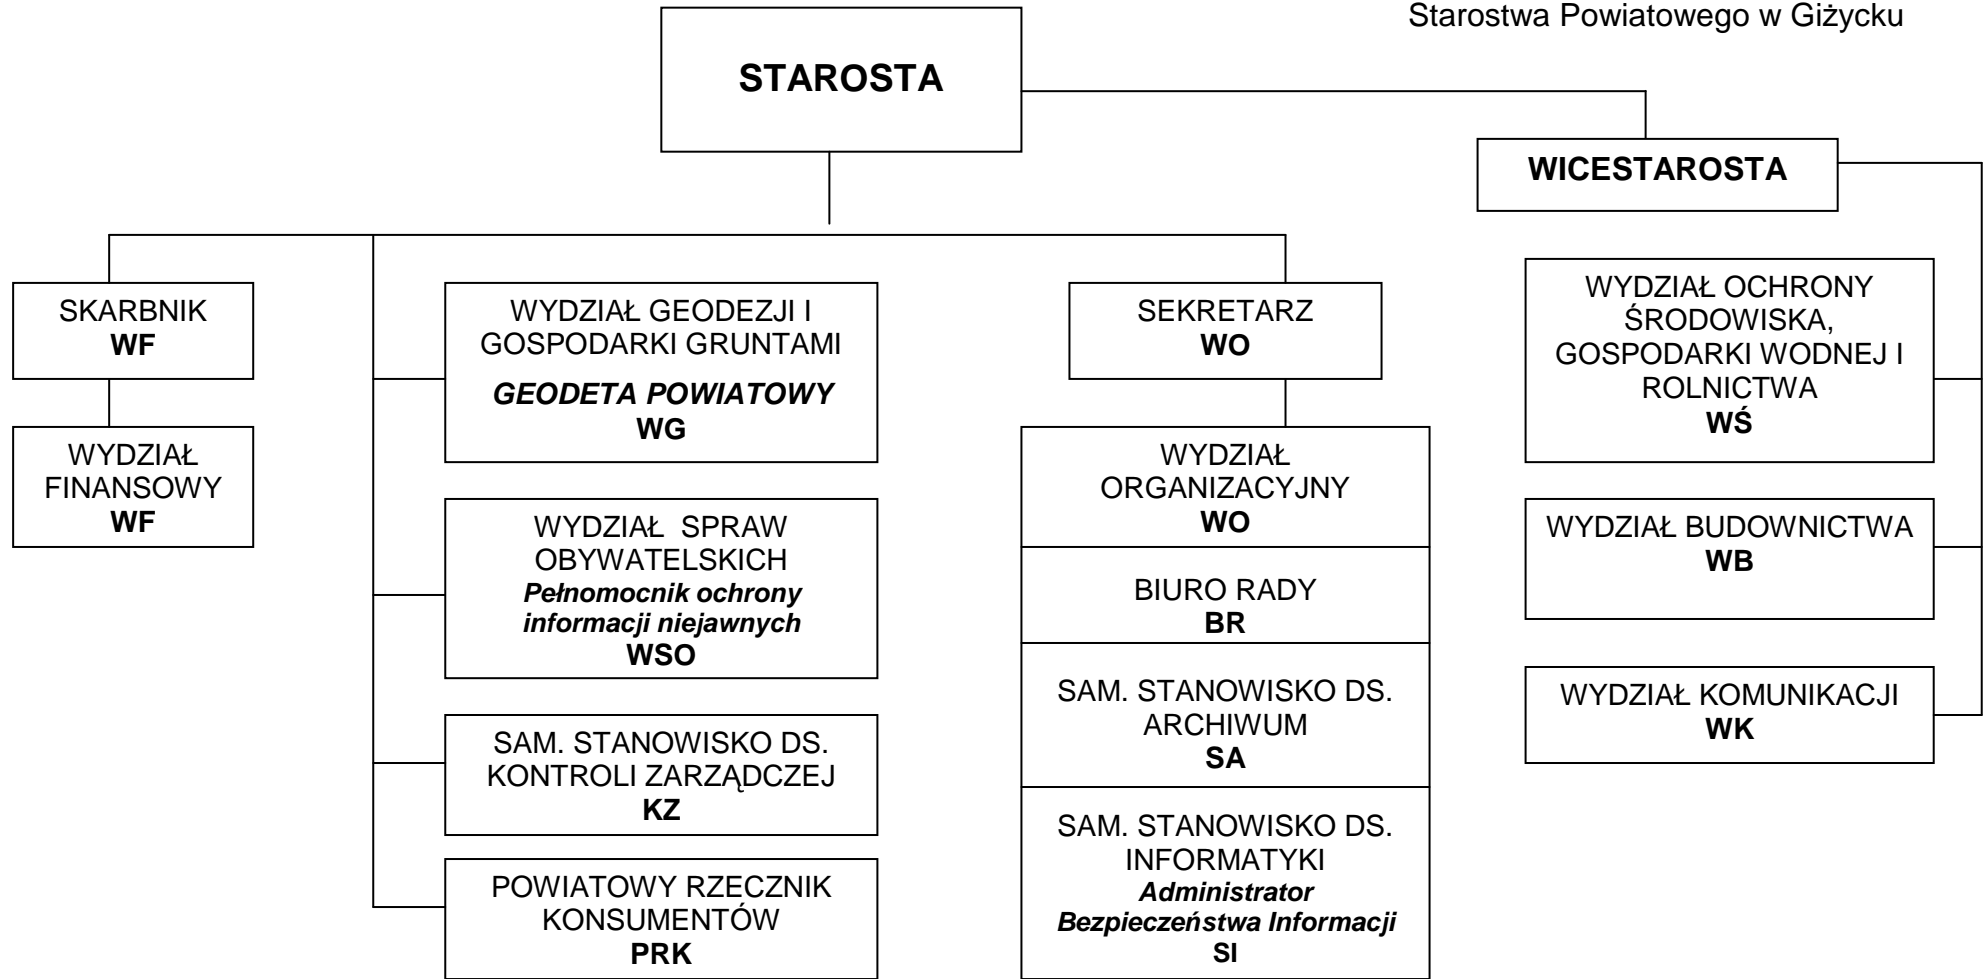 Starostwa Powiatowego w Giżycku
STAROSTA
WICESTAROSTA
SKARBNIK
WF
WYDZIAŁ
FINANSOWY
WF
WYDZIAŁ GEODEZJI I
GOSPODARKI GRUNTAMI
GEODETA POWIATOWY
WG
WYDZIAŁ  SPRAW
OBYWATELSKICH
Pełnomocnik ochrony
informacji niejawnych
WSO
SAM. STANOWISKO DS.
KONTROLI ZARZĄDCZEJ
KZ
POWIATOWY RZECZNIK
KONSUMENTÓW
PRK
SEKRETARZ
WO
WYDZIAŁ
ORGANIZACYJNY
WO
BIURO RADY
BR
SAM. STANOWISKO DS.
ARCHIWUM
SA
SAM. STANOWISKO DS.
INFORMATYKI
Administrator
Bezpieczeństwa Informacji
SI
WYDZIAŁ OCHRONY
ŚRODOWISKA,
GOSPODARKI WODNEJ I
ROLNICTWA
WŚ
WYDZIAŁ BUDOWNICTWA
WB
WYDZIAŁ KOMUNIKACJI
WK